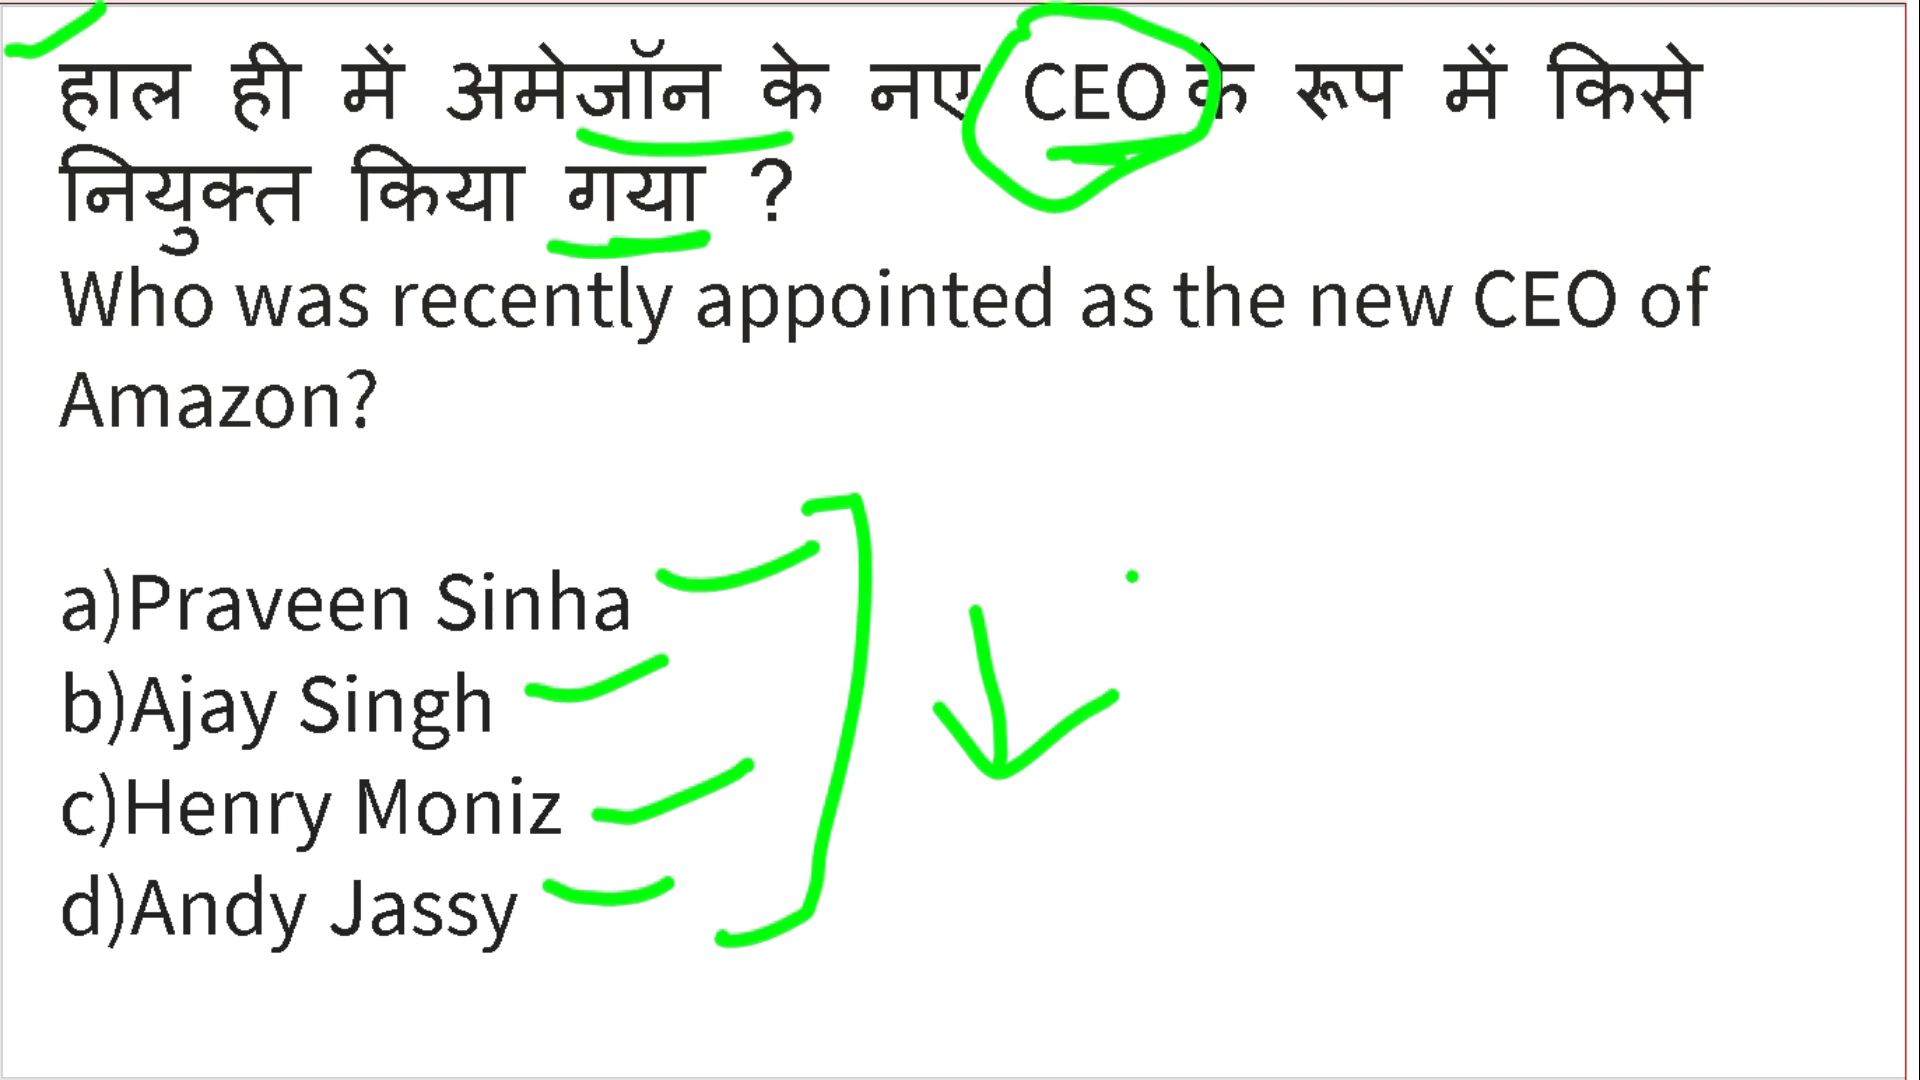 हाल ही में अमेजॉन के नए CEO के रूप में किसे
नियुक्त किया गया ?
Who was recently appointed as the new CEO of
Amazon?
a)Praveen Sinha
b)Ajay Singh
c)Henry Moniz
d)Andy Jassy